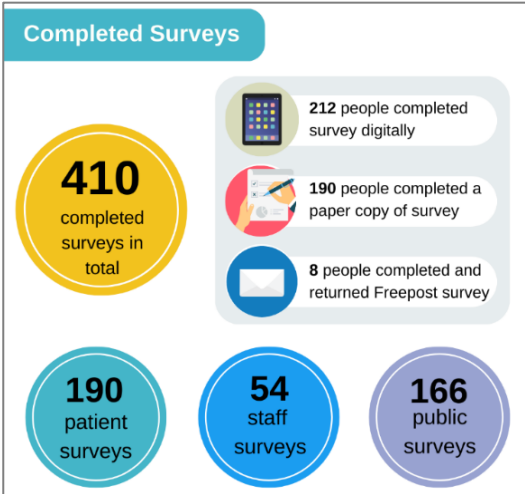 Completed Surveys
410
completed
surveys in
total
212 people completed
survey digitally
190 people completed a
paper copy of survey
8 people completed and
returned Freepost survey
190
patient
surveys
54
staff
surveys
166
public
surveys